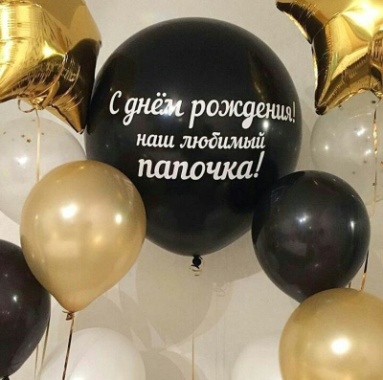 С днём рождения!
наш любимый
папочка!